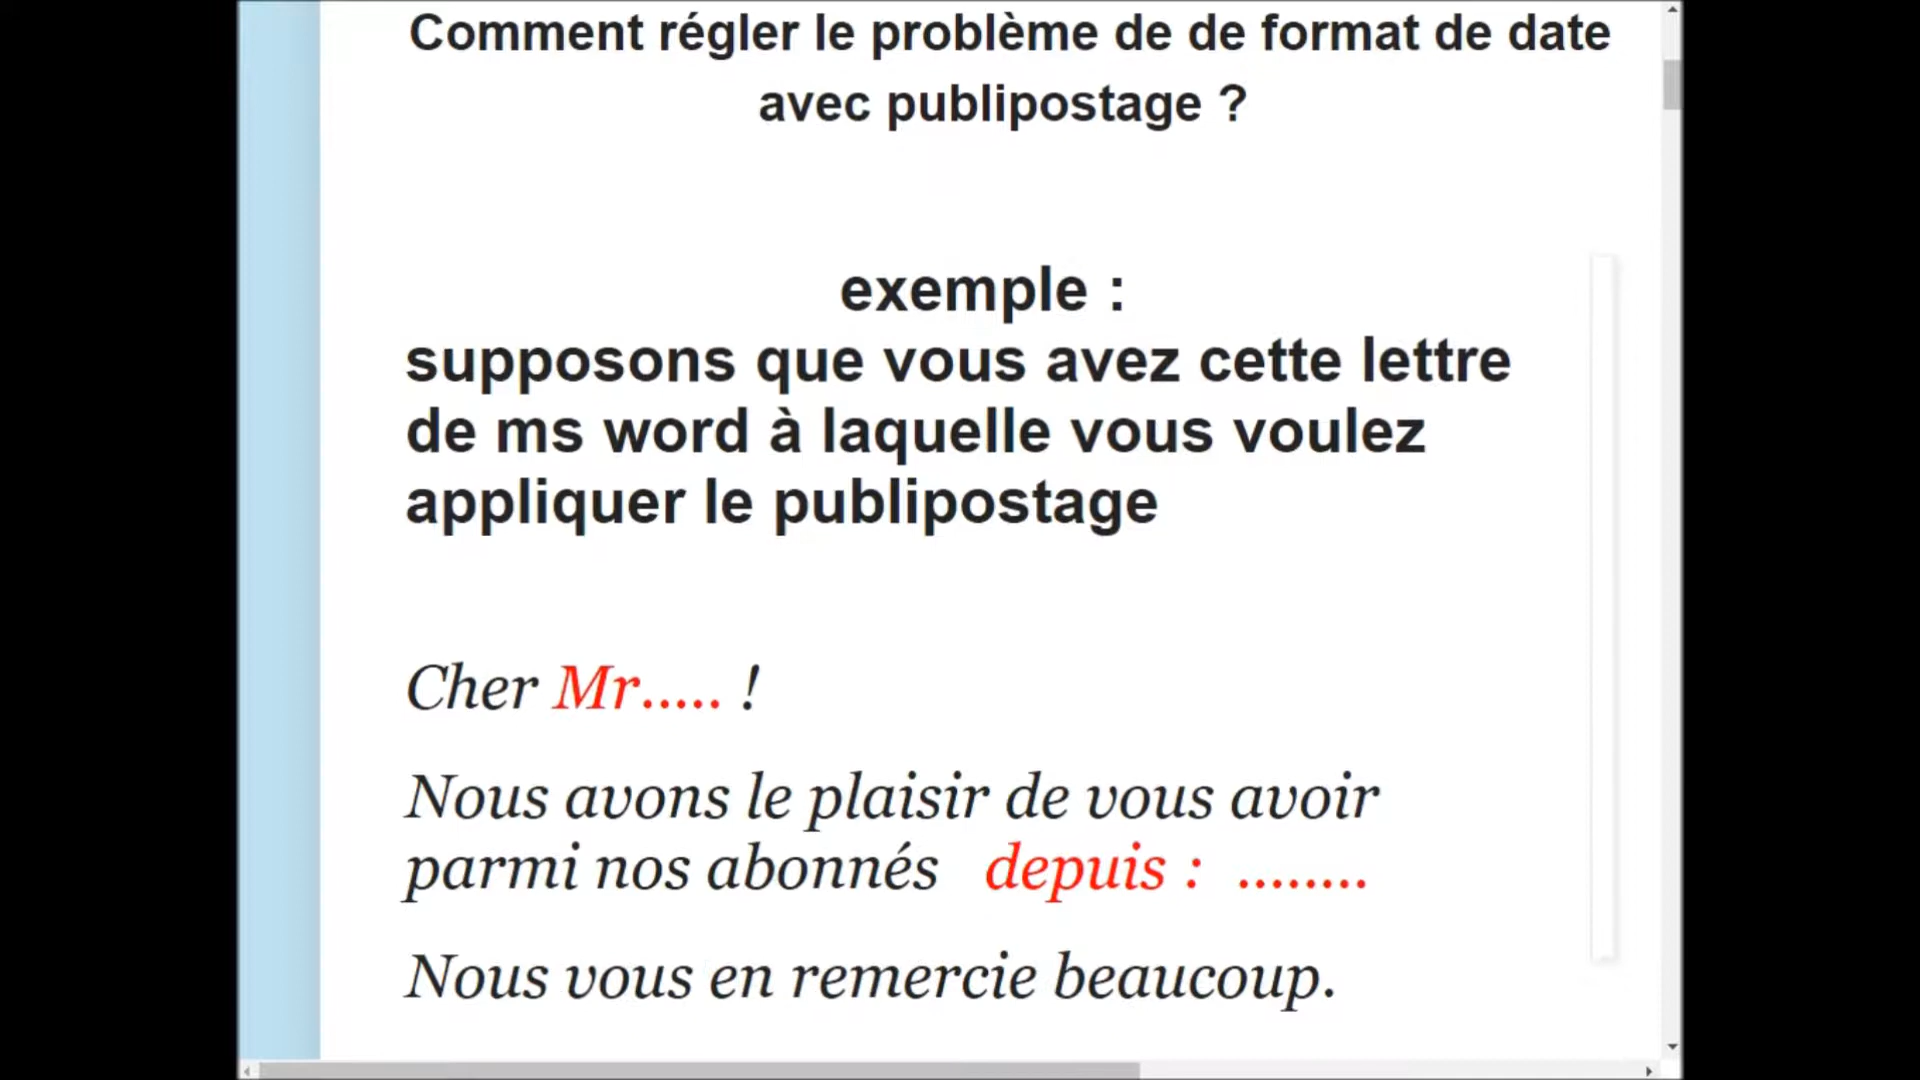 Comment régler le problème de de format de date
avec publipostage ?
exemple :
supposons que vous avez cette lettre
de ms word à laquelle vous voulez
appliquer le publipostage
Cher Mr..... !
Nous avons le plaisir de vous avoir
parmi nos abonnés depuis : ........
Nous vous en remercie beaucoup.